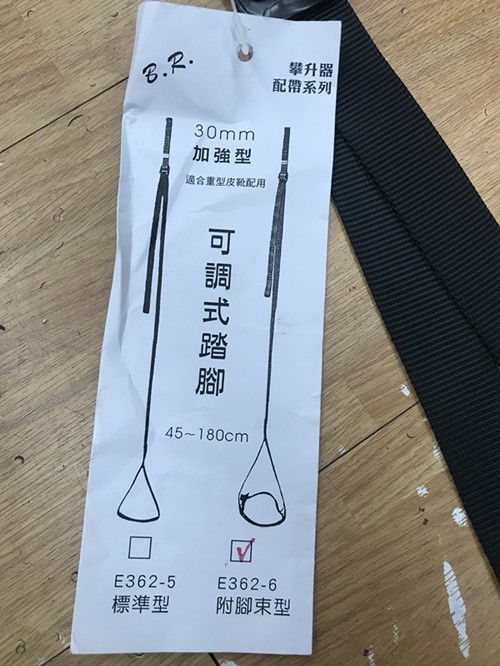 B.R.
攀升器
配帶系列
30mm
加強型
適合重型皮靴配用
可調式踏腳
45~180cm
E362-5
標準型
E362-6
附腳束型